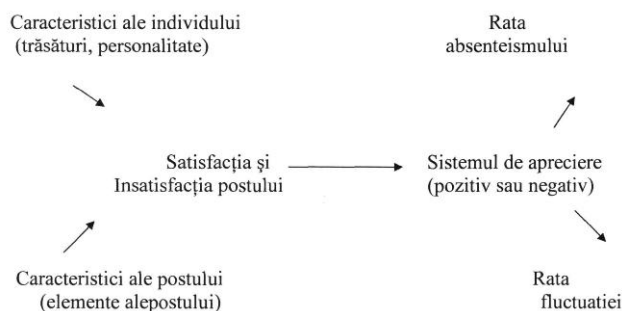 Caracteristici ale individului
(trăsături, personalitate)
Rata
absenteismului
Satisfacția și
Insatisfacția postului
Sistemul de apreciere
(pozitiv sau negativ)
Caracteristici ale postului
(elemente alepostului)
Rata
fluctuatiei